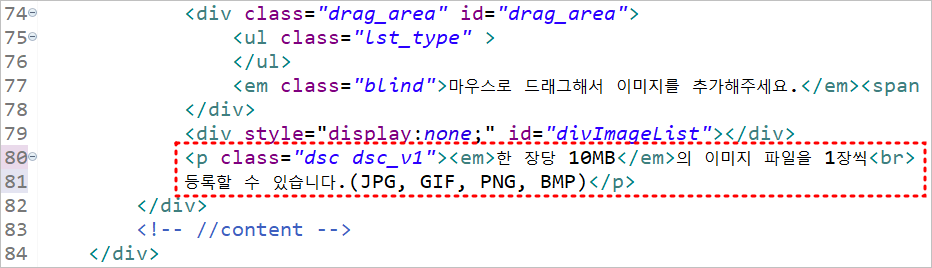 74 <div class="drag_area" id="drag_area">
75 <ul class="lst_type" >
76 </ul>
77 <em class="blind">마우스로 드래그해서 이미지를 추가해주세요.</em><span
78 </div>
79 <div style="display:none;" id="divImageList"></div>
80 <p class="dsc dsc_v1"><em>한 장당 10MB</em>의 이미지 파일을 1장씩<br>
81 등록할 수 있습니다.(JPG, GIF, PNG, BMP)</p>
82 </div>
83 <!-- //content -->
84 </div>